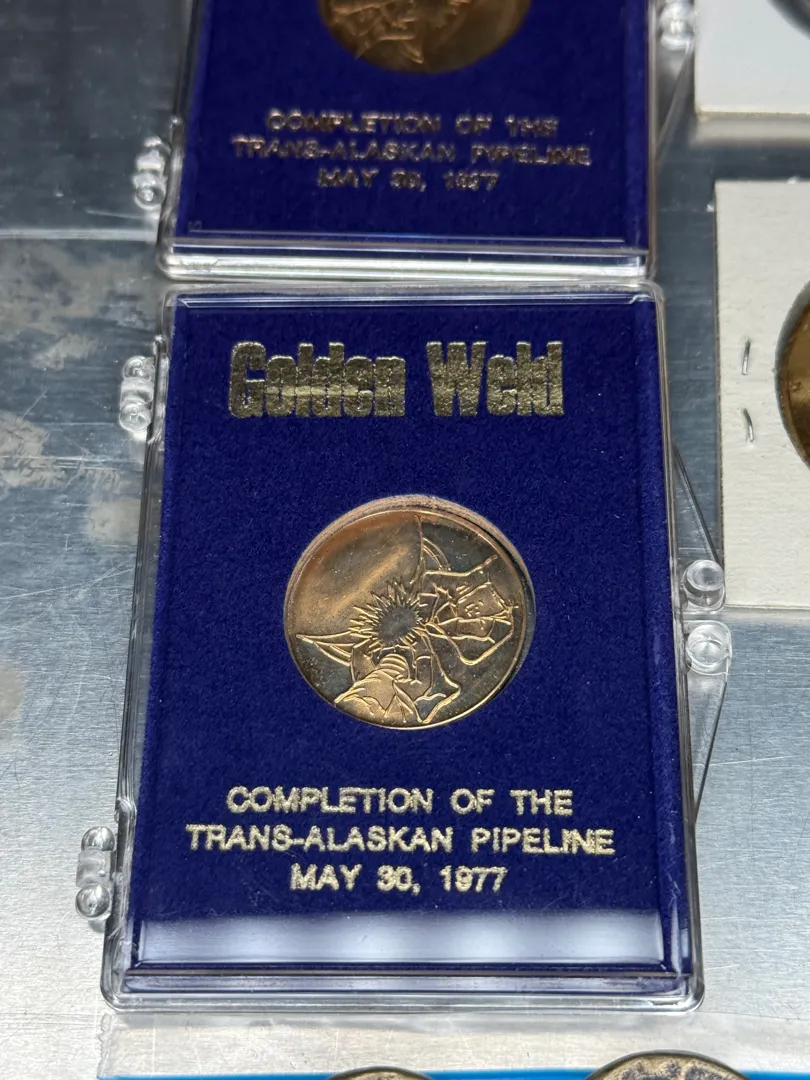 COMPLETION OF THE
TRANS-ALASKAN PIPELINE
MAY 30, 1977
Golden Weld
COMPLETION OF THE
TRANS-ALASKAN PIPELINE
MAY 30, 1977